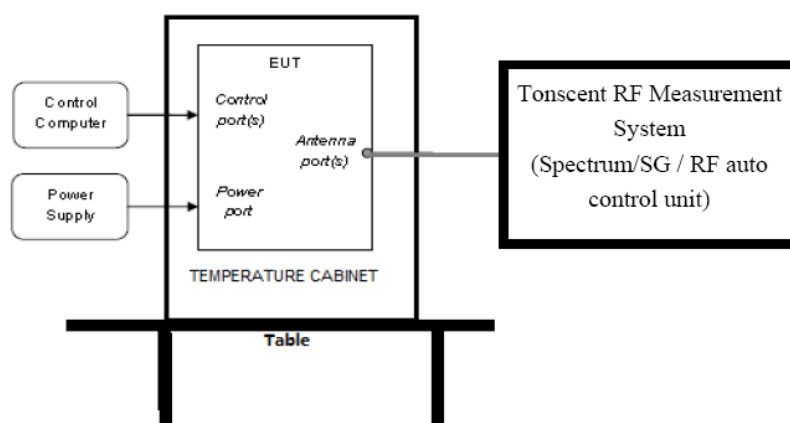 EUT
Control
Computer
Control
port(s)
Antenna
port(s)
Power
Supply
Power
port
TEMPERATURE CABINET
Table
Tonscent RF Measurement
System
(Spectrum/SG / RF auto
control unit)